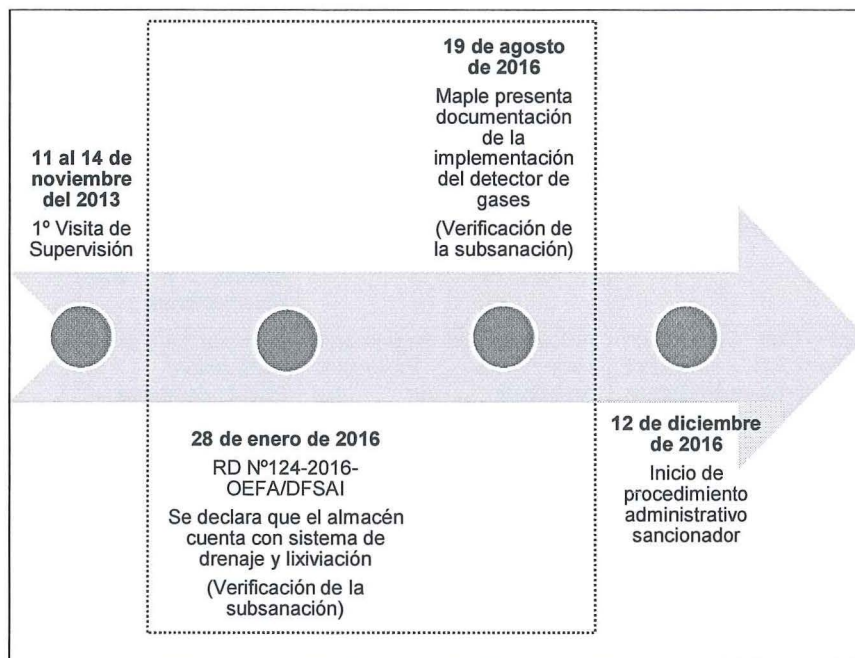 11 al 14 de
noviembre
del 2013
1º Visita de
Supervisión
28 de enero de 2016
RD Nº124-2016-
OEFA/DFSAI
Se declara que el almacén
cuenta con sistema de
drenaje y lixiviación
(Verificación de la
subsanación)
19 de agosto
de 2016
Maple presenta
documentación
de la
implementación
del detector de
gases
(Verificación de
la subsanación)
12 de diciembre
de 2016
Inicio de
procedimiento
administrativo
sancionador